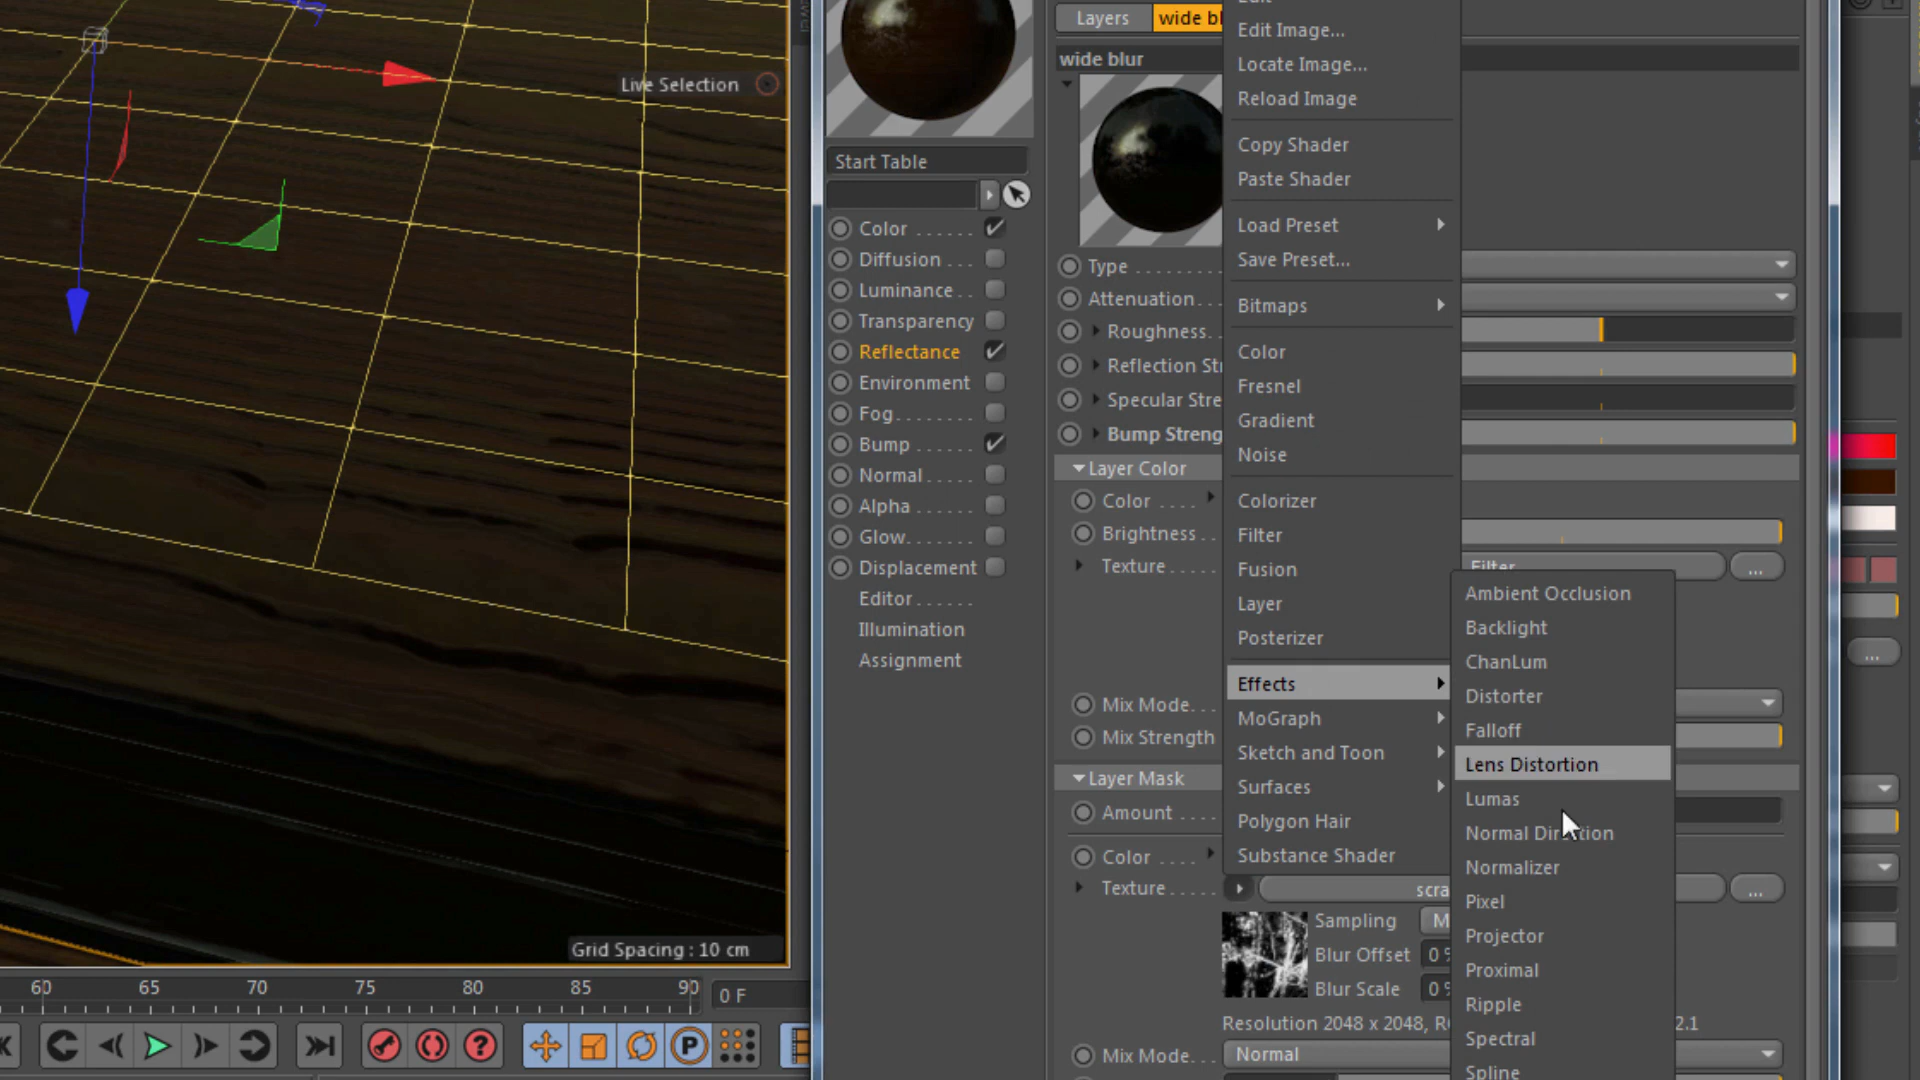 Live Selection
Grid Spacing : 10 cm
60 65 70 75 80 85 90
0 F
P
Start Table
Color
Diffusion
Luminance
Transparency
Reflectance
Environment
Fog
Bump
Normal
Alpha
Glow
Displacement
Editor
Illumination
Assignment
Layers
wide bl
wide blur
Type
Attenuation
Roughness
Reflection Str
Specular Stre
Bump Streng
Layer Color
Color
Brightness
Texture
Filter
...
Mix Mode
Mix Strength
Layer Mask
Amount
Color
Texture
scra
...
Sampling
Blur Offset 0 %
Blur Scale 0 %
Resolution 2048 x 2048, R
2.1
Mix Mode
Normal
Edit Image...
Locate Image...
Reload Image
Copy Shader
Paste Shader
Load Preset
Save Preset...
Bitmaps
Color
Fresnel
Gradient
Noise
Colorizer
Filter
Fusion
Layer
Posterizer
Effects
MoGraph
Sketch and Toon
Surfaces
Polygon Hair
Substance Shader
Ambient Occlusion
Backlight
ChanLum
Distorter
Falloff
Lens Distortion
Lumas
Normal Direction
Normalizer
Pixel
Projector
Proximal
Ripple
Spectral
Spline
...